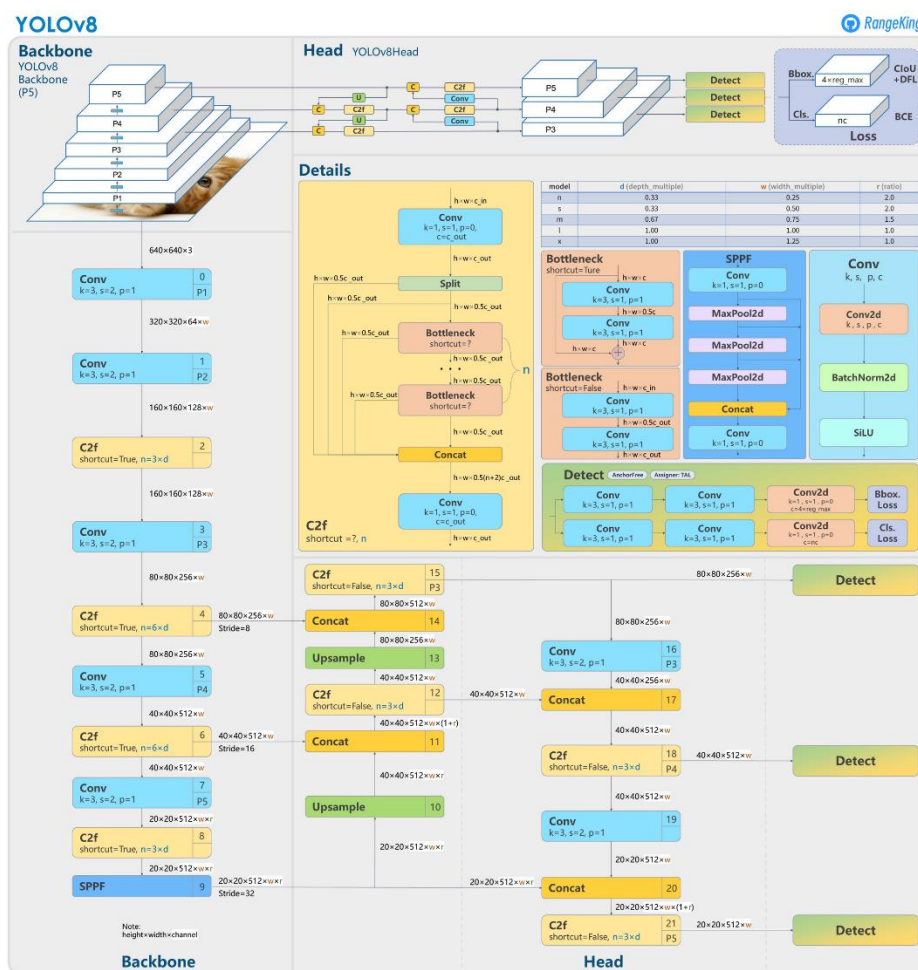 YOLOv8
RangeKing
Backbone
YOLOv8
Backbone
(P5)
P5
P4
P3
P2
P1
Head YOLOv8Head
C
C2f
U
Conv
C
C2f
C
C2f
U
Conv
C
C2f
P5
P4
P3
Detect
Detect
Detect
Bbox.
4×reg_max
CIoU
+DFL
Cls.
nc
BCE
Loss
Details
h×w×c_in
Conv
k=1, s=1, p=0,
c=c_out
h×w×c_out
Split
h×w×0.5c_out
h×w×0.5c_out
h×w×0.5c_out
Bottleneck
shortcut=?
h×w×0.5c_out
• • •
h×w×0.5c_out
n
h×w×0.5c_out
Bottleneck
shortcut=?
h×w×0.5c_out
Concat
h×w×0.5(n+2)c_out
Conv
k=1, s=1, p=0,
c=c_out
h×w×c_out
C2f
shortcut =?, n
model d (depth_multiple) w (width_multiple) r (ratio)
n 0.33 0.25 2.0
s 0.33 0.50 2.0
m 0.67 0.75 1.5
l 1.00 1.00 1.0
x 1.00 1.25 1.0
Bottleneck
shortcut=Ture
h×w×c
Conv
k=3, s=1, p=1
h×w×0.5c
Conv
k=3, s=1, p=1
h×w×c
h×w×c
+
Bottleneck
shortcut=False
h×w×c_in
Conv
k=3, s=1, p=1
h×w×0.5c_out
Conv
k=3, s=1, p=1
h×w×c_out
SPPF
Conv
k=1, s=1, p=0
MaxPool2d
MaxPool2d
MaxPool2d
Concat
Conv
k=1, s=1, p=0
Conv
k, s, p, c
Conv2d
k, s, p, c
BatchNorm2d
SiLU
Detect AnchorFree Assigner: TAL
Conv
k=3, s=1, p=1
Conv
k=3, s=1, p=1
Conv2d
k=1, s=1, p=0
c=4×reg_max
Bbox.
Loss
Conv
k=3, s=1, p=1
Conv
k=3, s=1, p=1
Conv2d
k=1, s=1, p=0
c=nc
Cls.
Loss
640×640×3
Conv 0
k=3, s=2, p=1 P1
320×320×64×w
Conv 1
k=3, s=2, p=1 P2
160×160×128×w
C2f 2
shortcut=True, n=3×d
160×160×128×w
Conv 3
k=3, s=2, p=1 P3
80×80×256×w
C2f 4
shortcut=True, n=6×d
80×80×256×w
Stride=8
80×80×256×w
Conv 5
k=3, s=2, p=1 P4
40×40×512×w
C2f 6
shortcut=True, n=6×d
40×40×512×w
Stride=16
40×40×512×w
Conv 7
k=3, s=2, p=1 P5
20×20×512×w×r
C2f 8
shortcut=True, n=3×d
20×20×512×w×r
SPPF 9
20×20×512×w×r
Stride=32
Note:
height×width×channel
Backbone
C2f 15
shortcut=False, n=3×d P3
80×80×512×w
Concat 14
80×80×256×w
Upsample 13
40×40×512×w
C2f 12
shortcut=False, n=3×d
40×40×512×w
40×40×512×w×(1+r)
Concat 11
40×40×512×w×r
Upsample 10
20×20×512×w×r
80×80×256×w
Detect
80×80×256×w
Conv 16
k=3, s=2, p=1 P3
40×40×256×w
Concat 17
40×40×512×w
C2f 18
shortcut=False, n=3×d P4
40×40×512×w
Detect
40×40×512×w
Conv 19
k=3, s=2, p=1
20×20×512×w
20×20×512×w×r
Concat 20
20×20×512×w×(1+r)
C2f 21
shortcut=False, n=3×d P5
20×20×512×w
Detect
Head